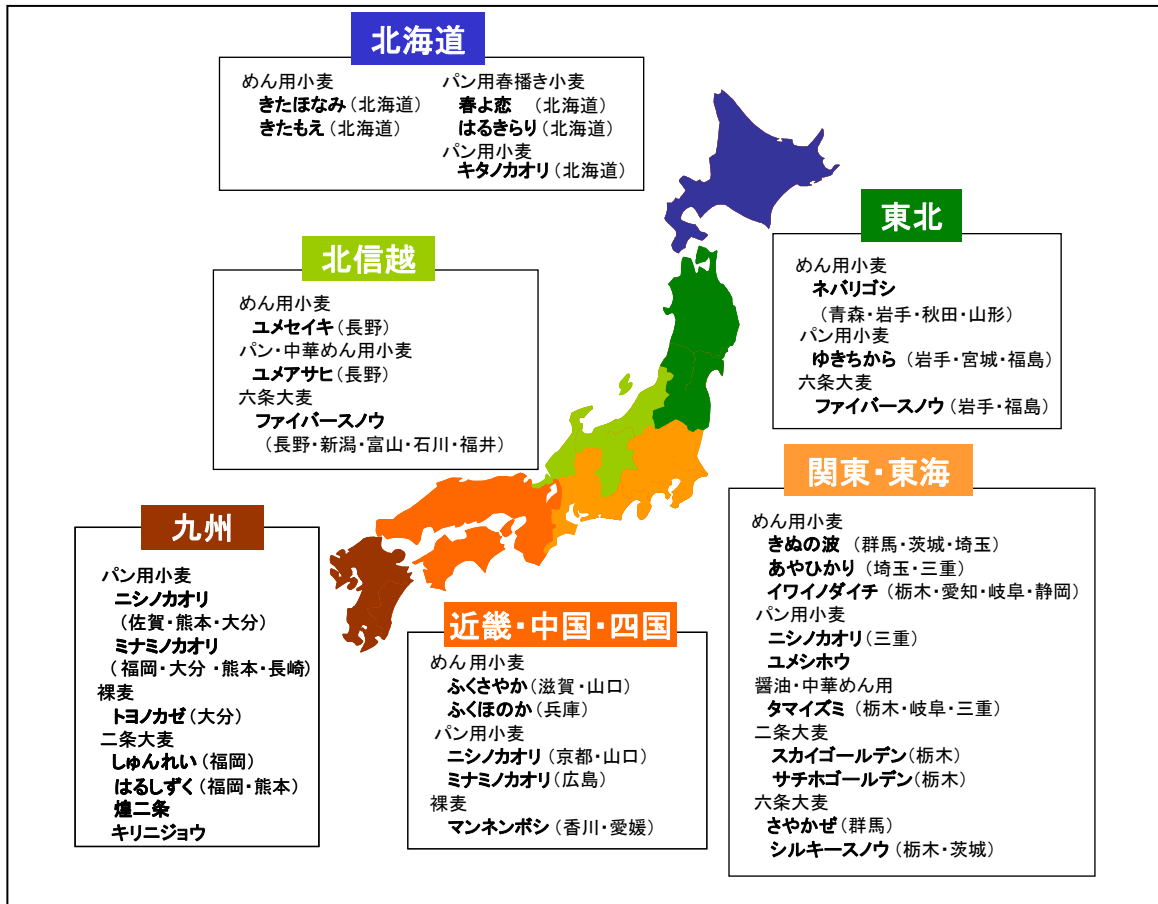 北海道
めん用小麦
きたほなみ(北海道)
きたもえ(北海道)
パン用春播き小麦
春よ恋 (北海道)
はるきらり(北海道)
パン用小麦
キタノカオリ(北海道)
東北
めん用小麦
ネバリゴシ
(青森・岩手・秋田・山形)
パン用小麦
ゆきちから(岩手・宮城・福島)
六条大麦
ファイバースノウ(岩手・福島)
北信越
めん用小麦
ユメセイキ(長野)
パン・中華めん用小麦
ユメアサヒ(長野)
六条大麦
ファイバースノウ
(長野・新潟・富山・石川・福井)
関東・東海
めん用小麦
きぬの波 (群馬・茨城・埼玉)
あやひかり(埼玉・三重)
イワイノダイチ(栃木・愛知・岐阜・静岡)
パン用小麦
ニシノカオリ(三重)
ユメシホウ
醤油・中華めん用
タマイズミ(栃木・岐阜・三重)
二条大麦
スカイゴールデン(栃木)
サチホゴールデン(栃木)
六条大麦
さやかぜ(群馬)
シルキースノウ(栃木・茨城)
九州
パン用小麦
ニシノカオリ
(佐賀・熊本・大分)
ミナミノカオリ
(福岡・大分・熊本・長崎)
裸麦
トヨノカゼ(大分)
二条大麦
しゅんれい(福岡)
はるしずく(福岡・熊本)
煌二条
キリニジョウ
近畿・中国・四国
めん用小麦
ふくさやか(滋賀・山口)
ふくほのか(兵庫)
パン用小麦
ニシノカオリ(京都・山口)
ミナミノカオリ(広島)
裸麦
マンネンボシ(香川・愛媛)